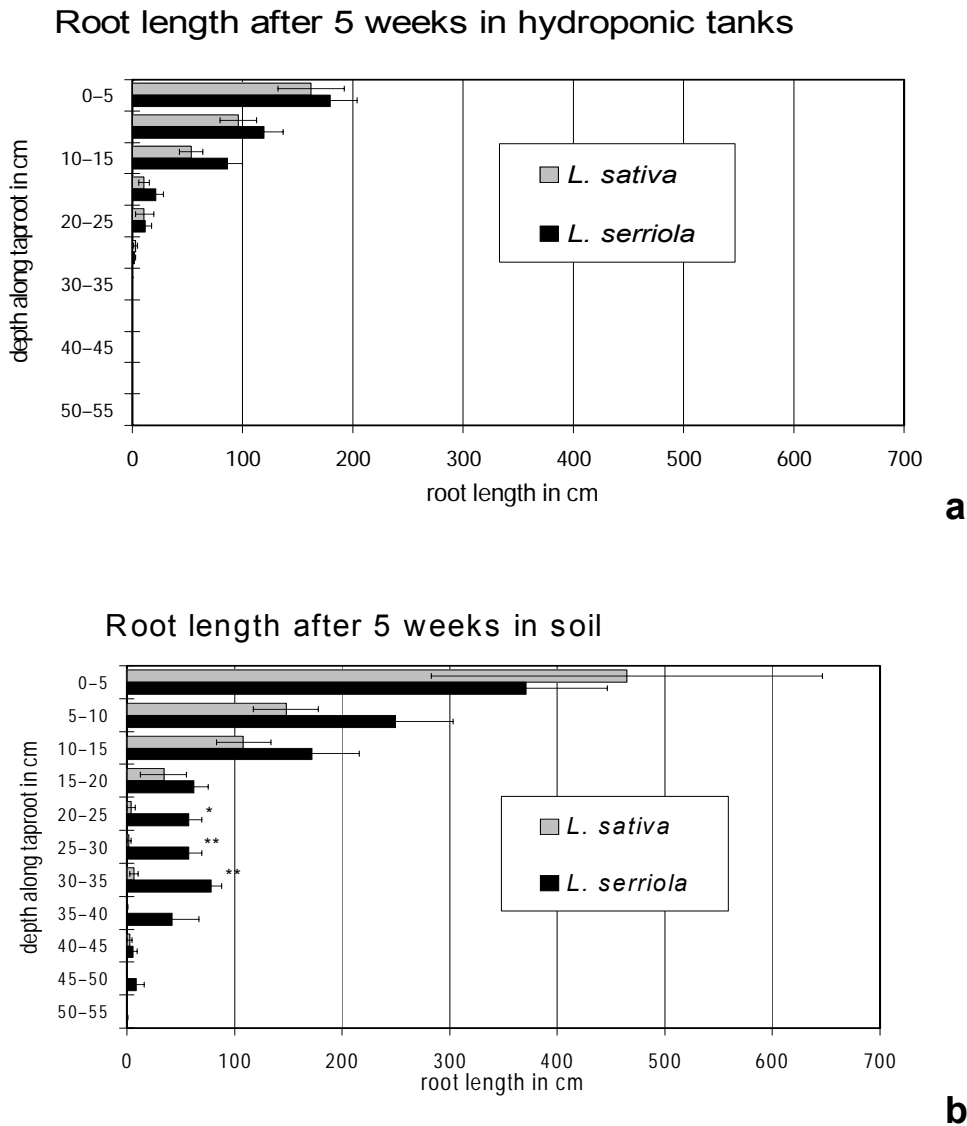 Root length after 5 weeks in hydroponic tanks
depth along taproot in cm
0–5
10–15
20–25
30–35
40–45
50–55
L. sativa
L. serriola
0 100 200 300 400 500 600 700
root length in cm
a
Root length after 5 weeks in soil
depth along taproot in cm
0–5
5–10
10–15
15–20
20–25 *
25–30 **
30–35 **
35–40
40–45
45–50
50–55
L. sativa
L. serriola
0 100 200 300 400 500 600 700
root length in cm
b